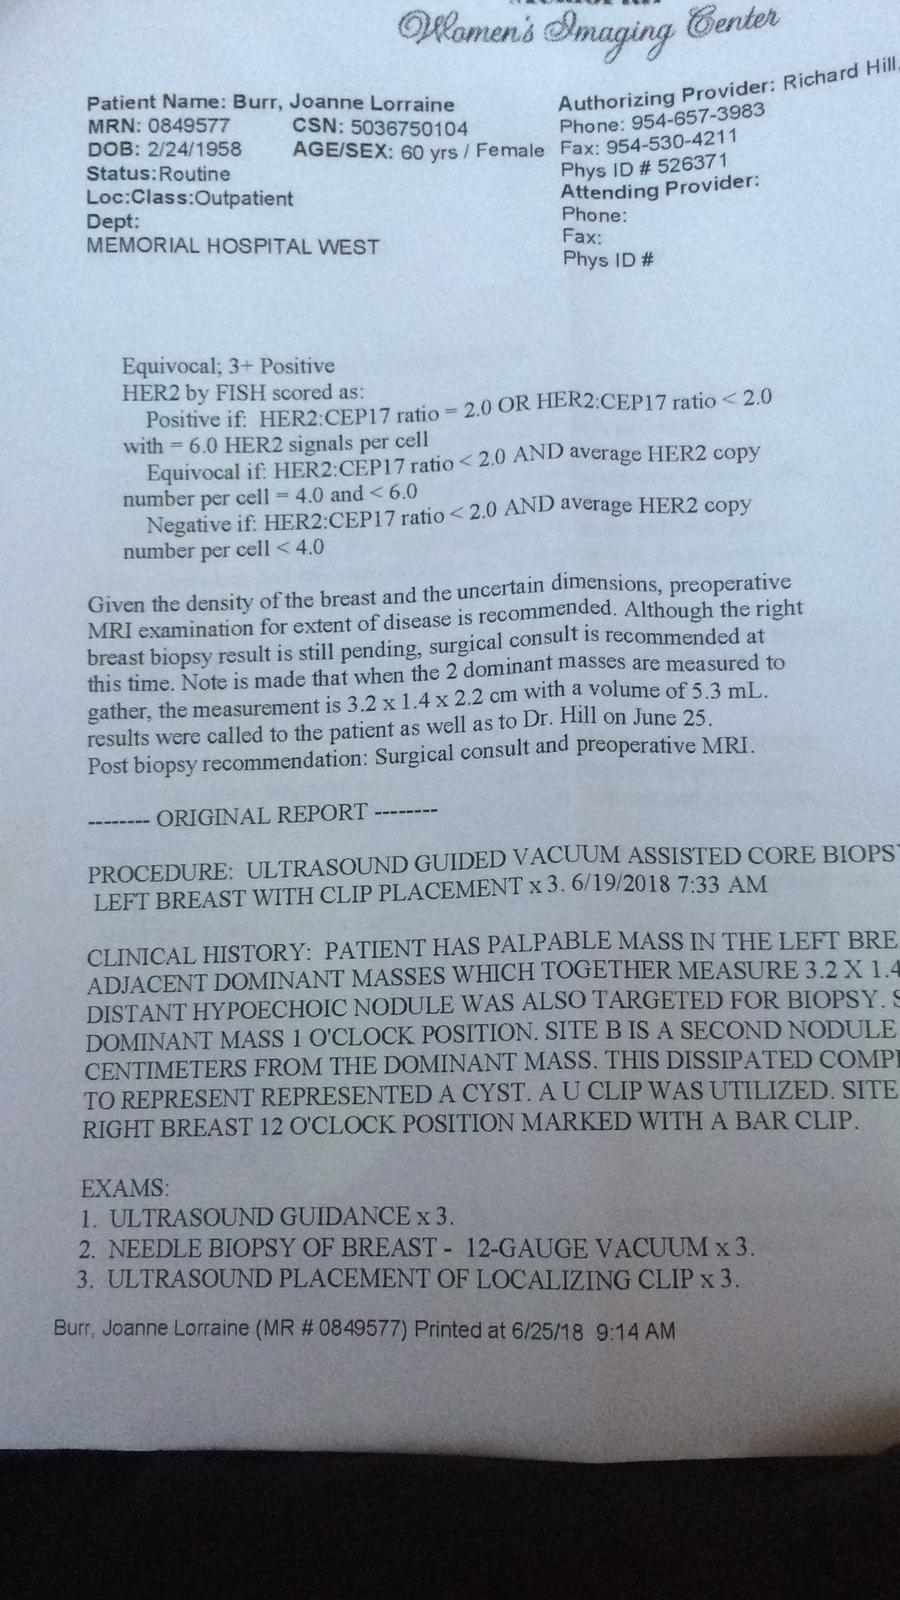 Women's Imaging Center
Patient Name: Burr, Joanne Lorraine
MRN: 0849577 CSN: 5036750104
DOB: 2/24/1958 AGE/SEX: 60 yrs / Female
Status:Routine
Loc:Class:Outpatient
Dept:
MEMORIAL HOSPITAL WEST
Authorizing Provider: Richard Hill,
Phone: 954-657-3983
Fax: 954-530-4211
Phys ID # 526371
Attending Provider:
Phone:
Fax:
Phys ID #
Equivocal; 3+ Positive
HER2 by FISH scored as:
Positive if: HER2:CEP17 ratio = 2.0 OR HER2:CEP17 ratio < 2.0
with = 6.0 HER2 signals per cell
Equivocal if: HER2:CEP17 ratio < 2.0 AND average HER2 copy
number per cell = 4.0 and < 6.0
Negative if: HER2:CEP17 ratio < 2.0 AND average HER2 copy
number per cell < 4.0
Given the density of the breast and the uncertain dimensions, preoperative
MRI examination for extent of disease is recommended. Although the right
breast biopsy result is still pending, surgical consult is recommended at
this time. Note is made that when the 2 dominant masses are measured to
gather, the measurement is 3.2 x 1.4 x 2.2 cm with a volume of 5.3 mL.
results were called to the patient as well as to Dr. Hill on June 25.
Post biopsy recommendation: Surgical consult and preoperative MRI.
-------- ORIGINAL REPORT --------
PROCEDURE: ULTRASOUND GUIDED VACUUM ASSISTED CORE BIOPS
LEFT BREAST WITH CLIP PLACEMENT x 3. 6/19/2018 7:33 AM
CLINICAL HISTORY: PATIENT HAS PALPABLE MASS IN THE LEFT BRE
ADJACENT DOMINANT MASSES WHICH TOGETHER MEASURE 3.2 X 1.4
DISTANT HYPOECHOIC NODULE WAS ALSO TARGETED FOR BIOPSY. S
DOMINANT MASS 1 O'CLOCK POSITION. SITE B IS A SECOND NODULE
CENTIMETERS FROM THE DOMINANT MASS. THIS DISSIPATED COMP
TO REPRESENT REPRESENTED A CYST. A U CLIP WAS UTILIZED. SITE
RIGHT BREAST 12 O'CLOCK POSITION MARKED WITH A BAR CLIP.
EXAMS:
1. ULTRASOUND GUIDANCE x 3.
2. NEEDLE BIOPSY OF BREAST - 12-GAUGE VACUUM x 3.
3. ULTRASOUND PLACEMENT OF LOCALIZING CLIP x 3.
Burr, Joanne Lorraine (MR # 0849577) Printed at 6/25/18 9:14 AM